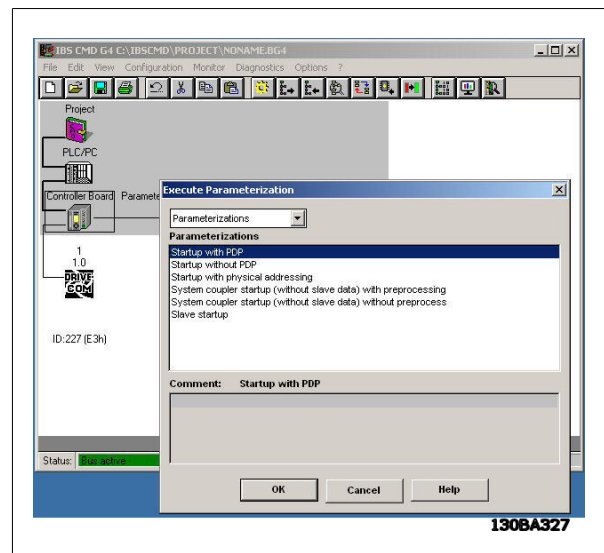 IBS CMD G4 C:\IBSCMD\PROJECT\NONAME.BG4
File Edit View Configuration Monitor Diagnostics Options ?
Project
PLC/PC
Controller Board Paramete
1
1.0
DRIVE
COM
ID:227 (E3h)
Execute Parameterization
Parameterizations
Parameterizations
Startup with PDP
Startup without PDP
Startup with physical addressing
System coupler startup (without slave data) with preprocessing
System coupler startup (without slave data) without preprocess
Slave startup
Comment: Startup with PDP
Status: Bus active
OK Cancel Help
130BA327